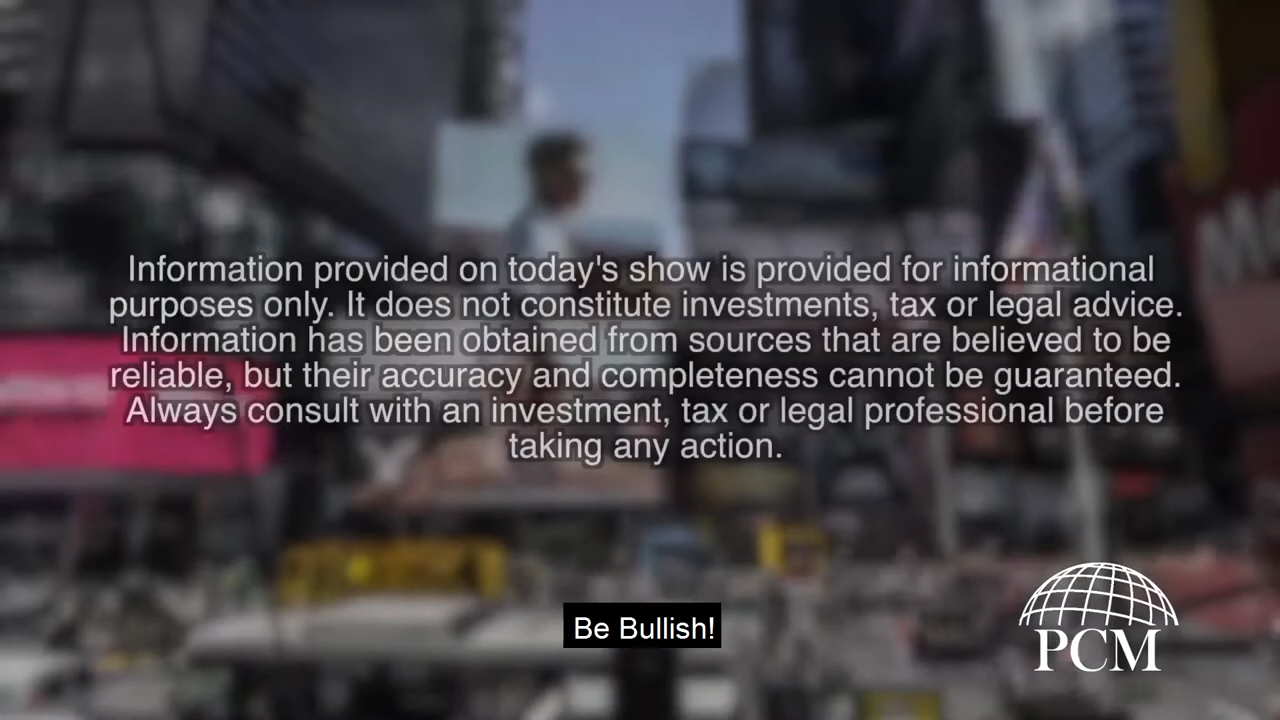 Information provided on today's show is provided for informational
purposes only. It does not constitute investments, tax or legal advice.
Information has been obtained from sources that are believed to be
reliable, but their accuracy and completeness cannot be guaranteed.
Always consult with an investment, tax or legal professional before
taking any action.
Be Bullish!
PCM